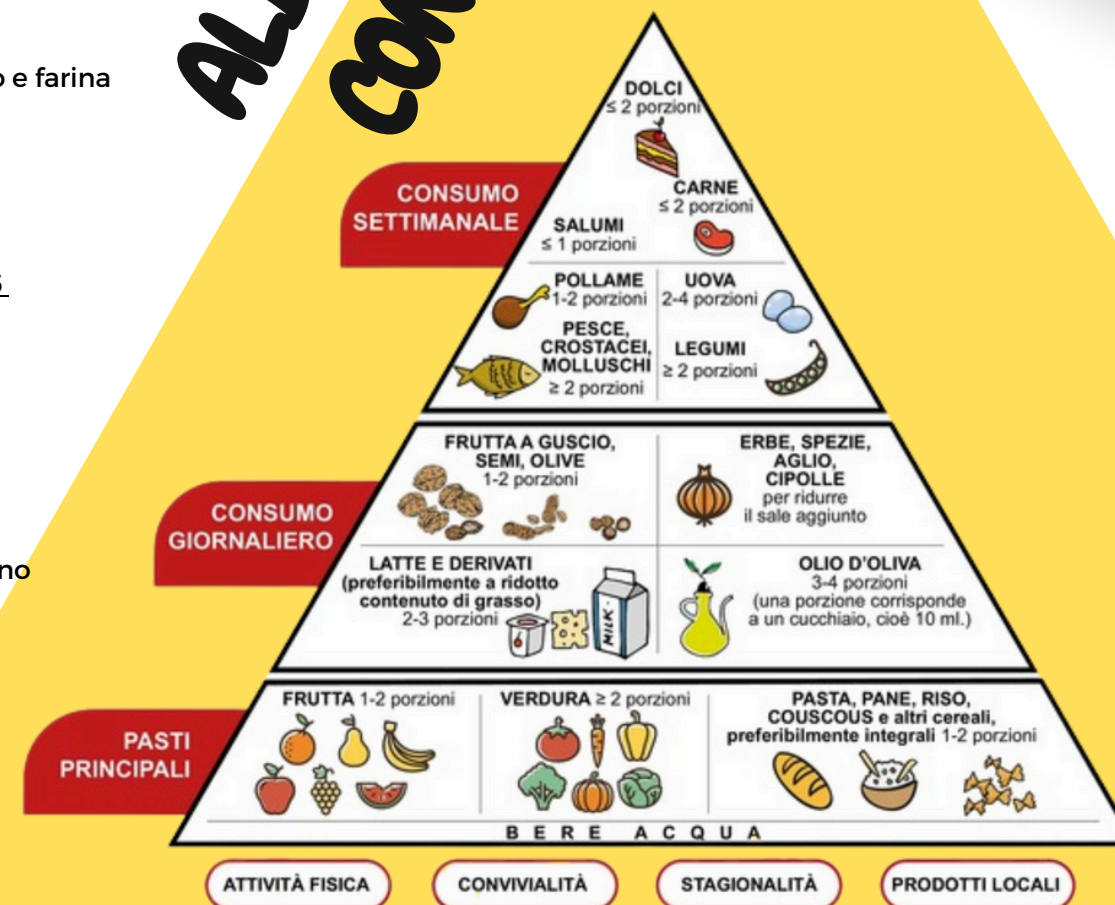 AL
CON
e farina
DOLCI
≤ 2 porzioni
CONSUMO
SETTIMANALE
CARNE
≤ 2 porzioni
SALUMI
≤ 1 porzioni
POLLAME
1-2 porzioni
UOVA
2-4 porzioni
PESCE,
CROSTACEI,
MOLLUSCHI
≥ 2 porzioni
LEGUMI
≥ 2 porzioni
CONSUMO
GIORNALIERO
FRUTTA A GUSCIO,
SEMI, OLIVE
1-2 porzioni
ERBE, SPEZIE,
AGLIO,
CIPOLLE
per ridurre
il sale aggiunto
no
LATTE E DERIVATI
(preferibilmente a ridotto
contenuto di grasso)
2-3 porzioni
MILK
OLIO D'OLIVA
3-4 porzioni
(una porzione corrisponde
a un cucchiaio, cioè 10 ml.)
PASTI
PRINCIPALI
FRUTTA 1-2 porzioni
VERDURA ≥ 2 porzioni
PASTA, PANE, RISO,
COUSCOUS e altri cereali,
preferibilmente integrali 1-2 porzioni
BERE ACQUA
ATTIVITÀ FISICA
CONVIVIALITÀ
STAGIONALITÀ
PRODOTTI LOCALI